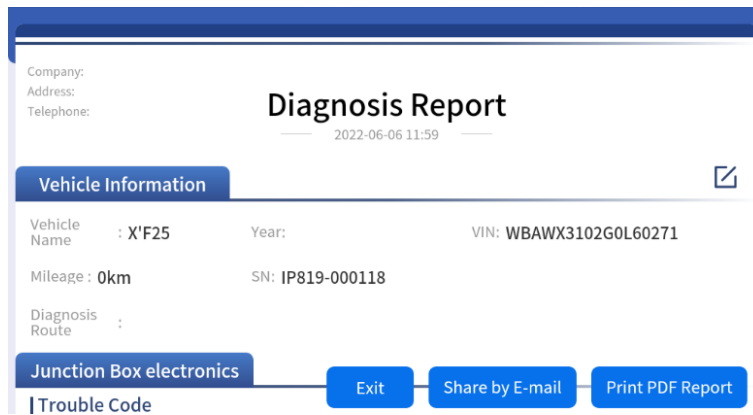 Company:
Address:
Telephone:
Diagnosis Report
2022-06-06 11:59
Vehicle Information
Vehicle Name : X'F25 Year: VIN: WBAWX3102G0L60271
Mileage : 0km SN: IP819-000118
Diagnosis Route :
Junction Box electronics
Exit Share by E-mail Print PDF Report
Trouble Code